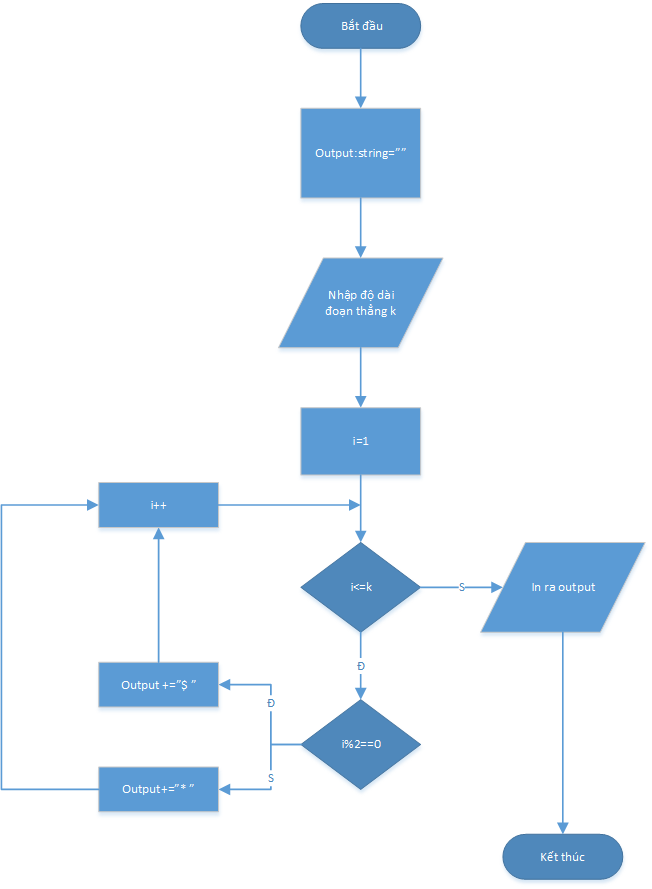 Bắt đầu
Output:string=””
Nhập độ dài
đoạn thẳng k
i=1
i++
i<=k
S
In ra output
Đ
Output +=”$ ”
Đ
i%2==0
S
Output+=”* ”
Kết thúc